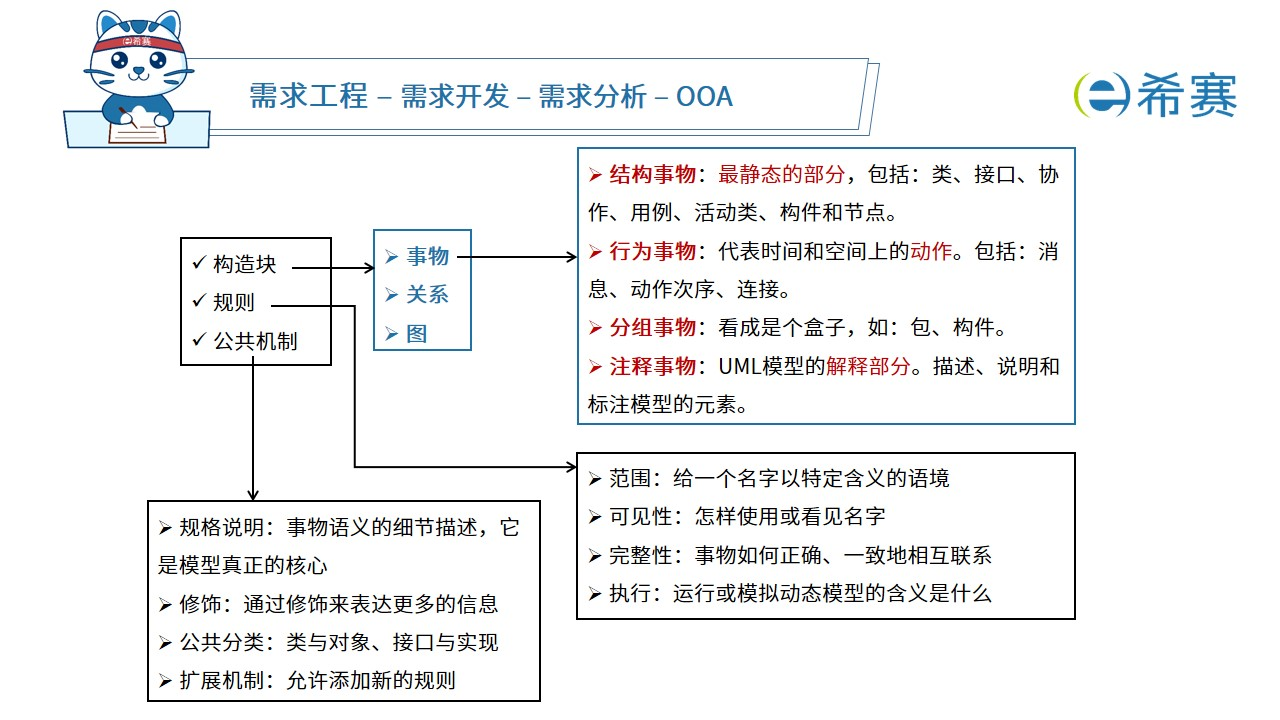 希赛
需求工程 – 需求开发 – 需求分析 – OOA
希赛
✓ 构造块
✓ 规则
✓ 公共机制
➢ 事物
➢ 关系
➢ 图
➢ 结构事物：最静态的部分，包括：类、接口、协
作、用例、活动类、构件和节点。
➢ 行为事物：代表时间和空间上的动作。包括：消
息、动作次序、连接。
➢ 分组事物：看成是个盒子，如：包、构件。
➢ 注释事物：UML模型的解释部分。描述、说明和
标注模型的元素。
➢ 范围：给一个名字以特定含义的语境
➢ 可见性：怎样使用或看见名字
➢ 完整性：事物如何正确、一致地相互联系
➢ 执行：运行或模拟动态模型的含义是什么
➢ 规格说明：事物语义的细节描述，它
是模型真正的核心
➢ 修饰：通过修饰来表达更多的信息
➢ 公共分类：类与对象、接口与实现
➢ 扩展机制：允许添加新的规则